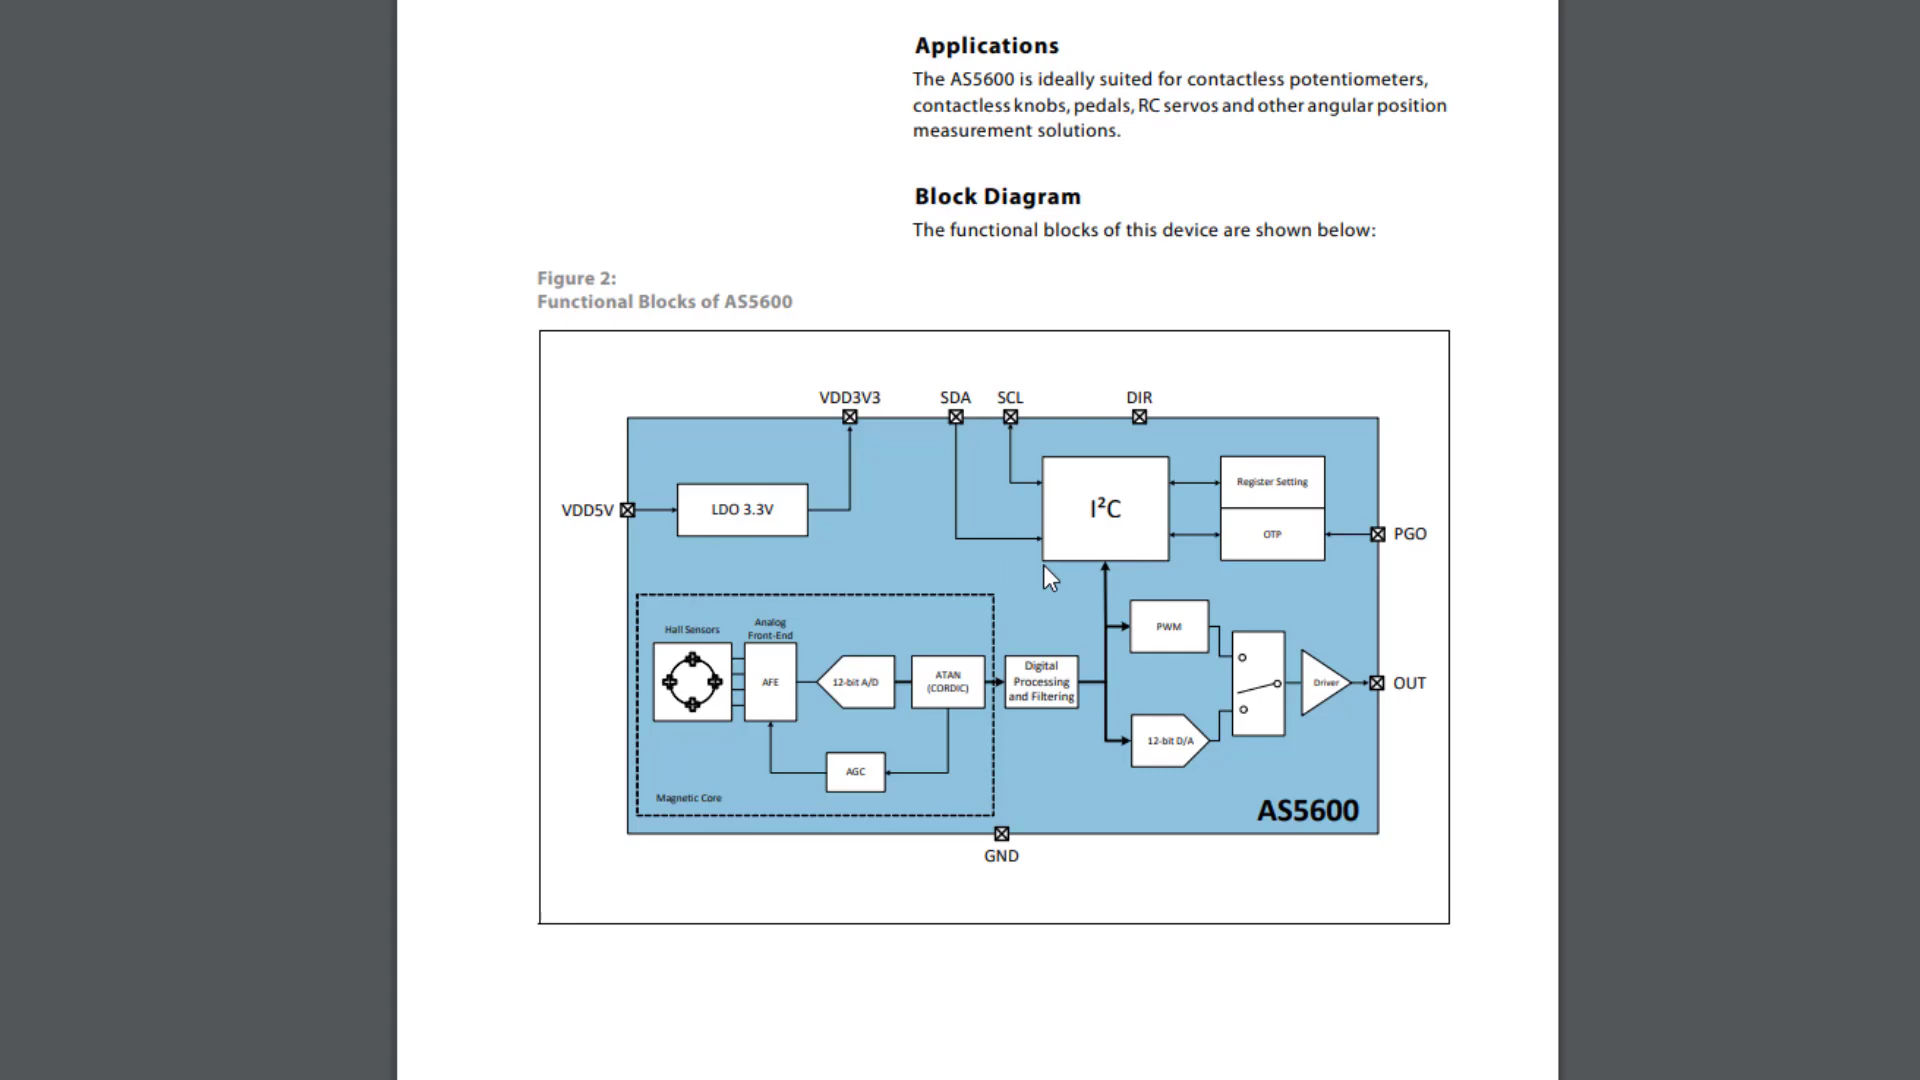 Applications
The AS5600 is ideally suited for contactless potentiometers,
contactless knobs, pedals, RC servos and other angular position
measurement solutions.
Block Diagram
The functional blocks of this device are shown below:
Figure 2:
Functional Blocks of AS5600
VDD3V3 SDA SCL DIR
VDD5V LDO 3.3V I²C Register Setting
OTP PGO
Hall Sensors Analog
Front-End
AFE 12-bit A/D ATAN
(CORDIC)
Digital
Processing
and Filtering
PWM
Driver OUT
12-bit D/A
AGC
Magnetic Core
AS5600
GND